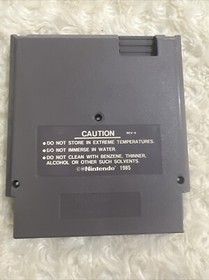 CAUTION
● DO NOT STORE IN EXTREME TEMPERATURES.
● DO NOT IMMERSE IN WATER.
● DO NOT CLEAN WITH BENZENE, THINNER,
ALCOHOL OR OTHER SUCH SOLVENTS.
©®Nintendo® 1985